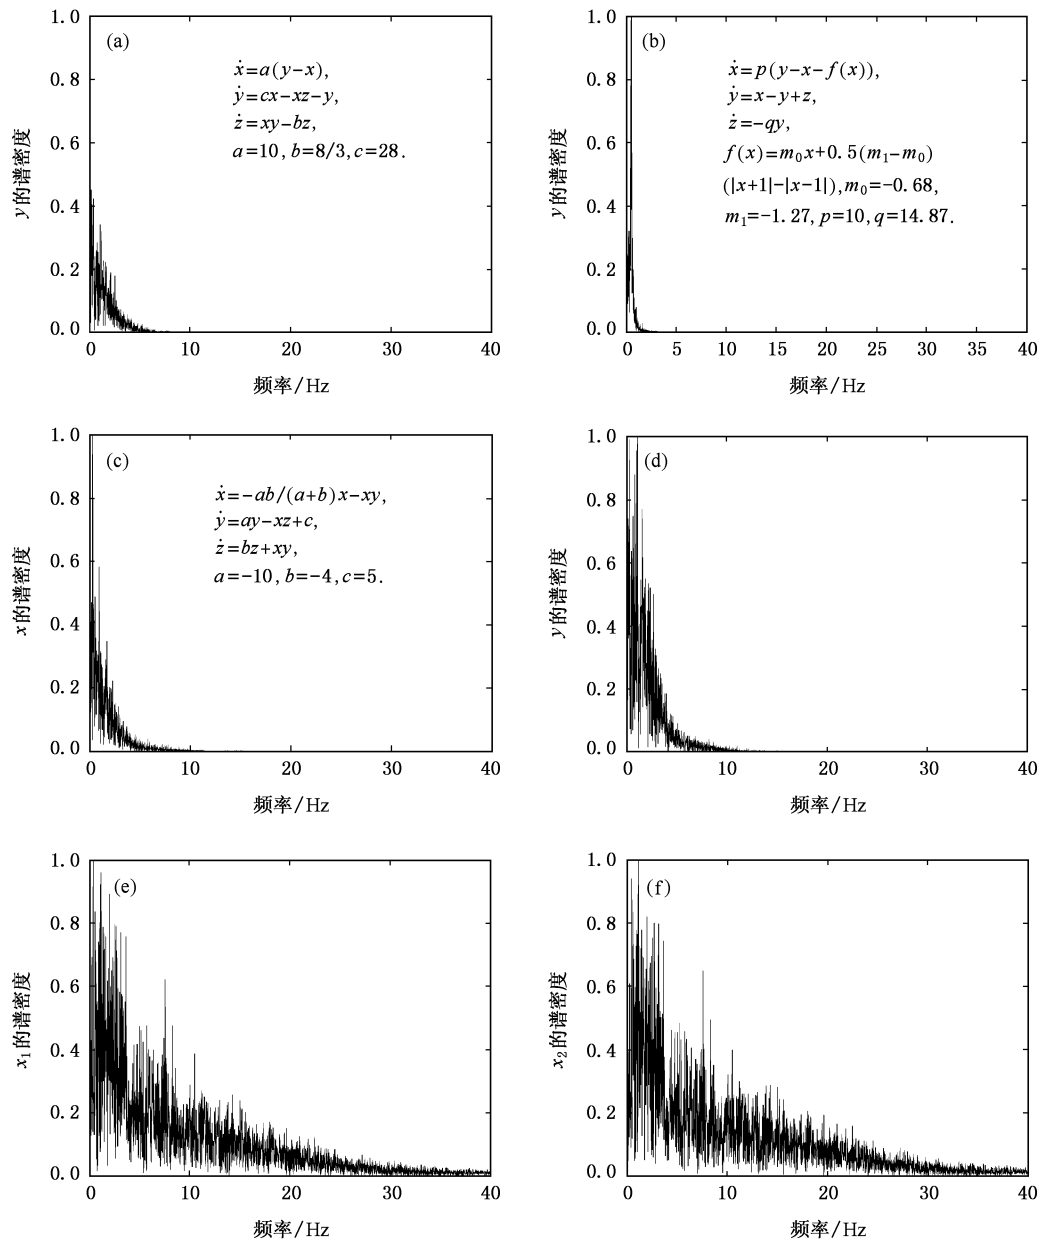 (a)
ẋ=a(y−x),
ẏ=cx−xz−y,
ż=xy−bz,
a=10, b=8/3, c=28.
y的谱密度
1.0
0.8
0.6
0.4
0.2
0.0
0 10 20 30 40
频率/Hz
(b)
ẋ=p(y−x−f(x)),
ẏ=x−y+z,
ż=−qy,
f(x)=m₀x+0.5(m₁−m₀)
(|x+1|−|x−1|), m₀=−0.68,
m₁=−1.27, p=10, q=14.87.
y的谱密度
1.0
0.8
0.6
0.4
0.2
0.0
0 5 10 15 20 25 30 35 40
频率/Hz
(c)
ẋ=−ab/(a+b)x−xy,
ẏ=ay−xz+c,
ż=bz+xy,
a=−10, b=−4, c=5.
x的谱密度
1.0
0.8
0.6
0.4
0.2
0.0
0 10 20 30 40
频率/Hz
(d)
y的谱密度
1.0
0.8
0.6
0.4
0.2
0.0
0 5 10 15 20 25 30 35 40
频率/Hz
(e)
x₁的谱密度
1.0
0.8
0.6
0.4
0.2
0.0
0 10 20 30 40
频率/Hz
(f)
x₂的谱密度
1.0
0.8
0.6
0.4
0.2
0.0
0 10 20 30 40
频率/Hz